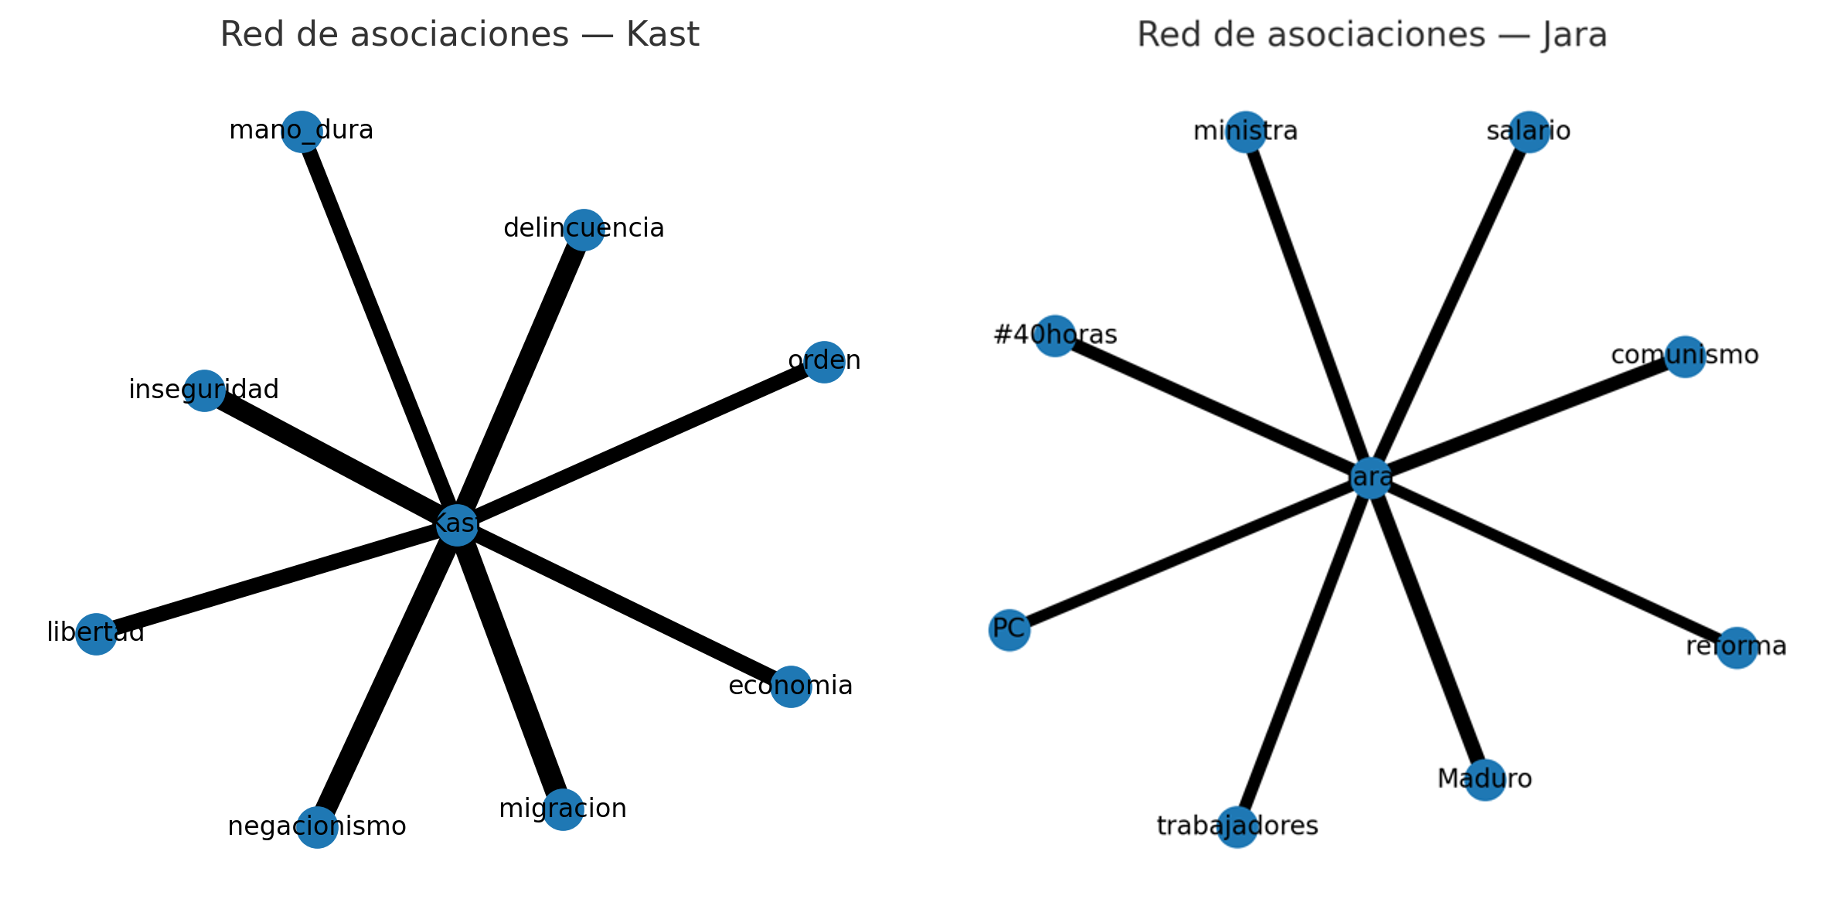 Red de asociaciones — Kast
mano_dura
delincuencia
orden
inseguridad
Kast
libertad
economia
migracion
negacionismo
Red de asociaciones — Jara
ministra
salario
#40horas
comunismo
Jara
PC
reforma
Maduro
trabajadores